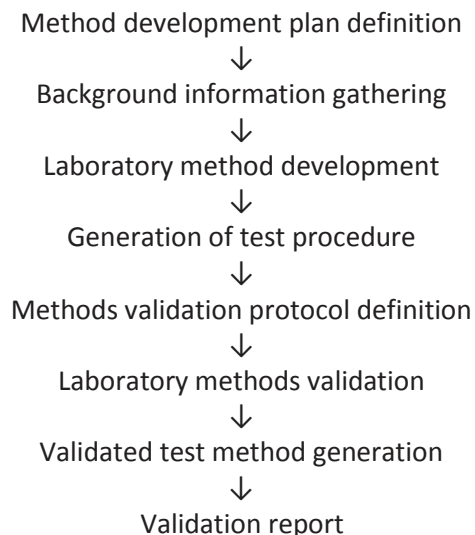 Method development plan definition
↓
Background information gathering
↓
Laboratory method development
↓
Generation of test procedure
↓
Methods validation protocol definition
↓
Laboratory methods validation
↓
Validated test method generation
↓
Validation report